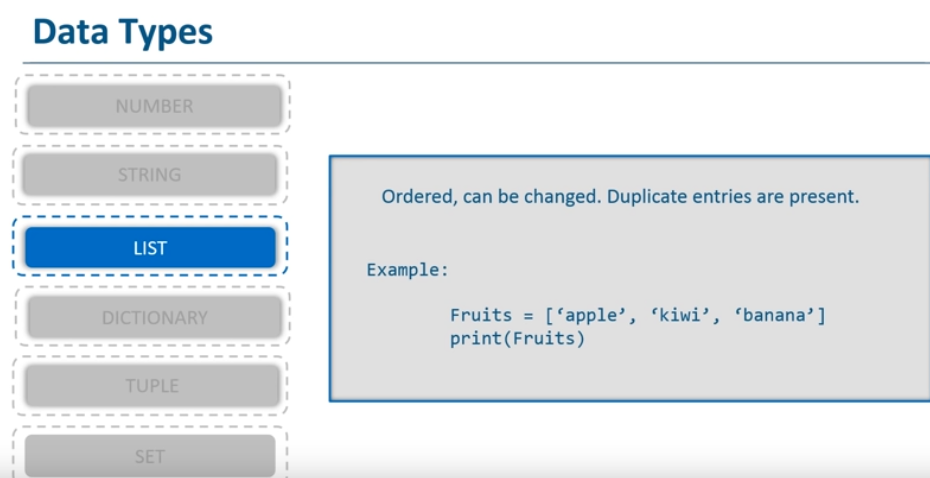 Data Types
NUMBER
STRING
LIST
DICTIONARY
TUPLE
SET
Ordered, can be changed. Duplicate entries are present.
Example:
Fruits = [‘apple’, ‘kiwi’, ‘banana’]
print(Fruits)